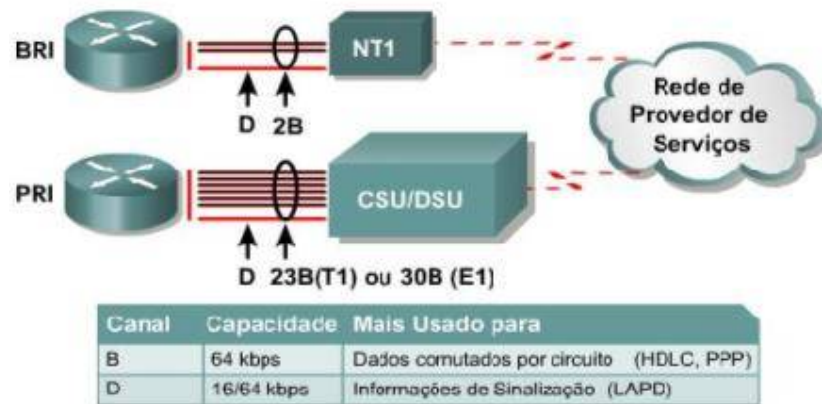 BRI
NT1
D 2B
Rede de
Provedor de
Serviços
PRI
CSU/DSU
D 23B(T1) ou 30B (E1)
Canal Capacidade Mais Usado para
B 64 kbps Dados comutados por circuito (HDLC, PPP)
D 16/64 kbps Informações de Sinalização (LAPD)